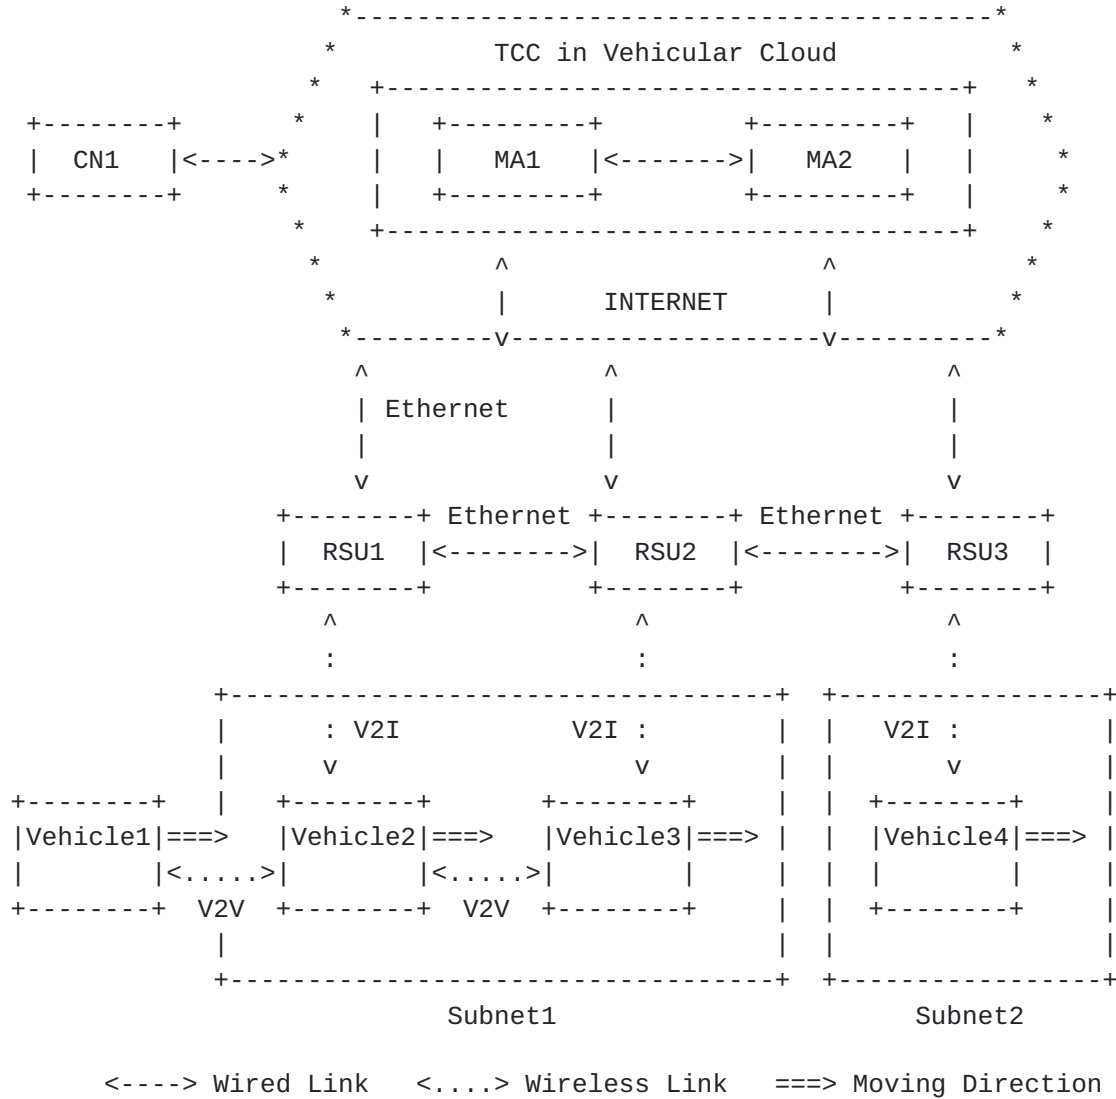 *-----------------------------------------*
* TCC in Vehicular Cloud *
* +-------------------------------------+ *
+--------+ * | +---------+ +---------+ | *
| CN1 |<---->* | | MA1 |<------->| MA2 | | *
+--------+ * | +---------+ +---------+ | *
* +-------------------------------------+ *
* ^ ^ *
* | INTERNET | *
*---------v--------------------v----------*
^ ^ ^
| Ethernet | |
| | |
v v v
+--------+ Ethernet +--------+ Ethernet +--------+
| RSU1 |<-------->| RSU2 |<-------->| RSU3 |
+--------+ +--------+ +--------+
^ ^ ^
: : :
+-----------------------------------+ +-----------------+
| : V2I V2I : | | V2I : |
| v v | | v |
+--------+ | +--------+ +--------+ | | +--------+ |
|Vehicle1|===> |Vehicle2|===> |Vehicle3|===> | | |Vehicle4|===> |
| |<.....>| |<.....>| | | | | | |
+--------+ V2V +--------+ V2V +--------+ | | +--------+ |
| | | |
+-----------------------------------+ +-----------------+
Subnet1 Subnet2
<----> Wired Link <....> Wireless Link ===> Moving Direction